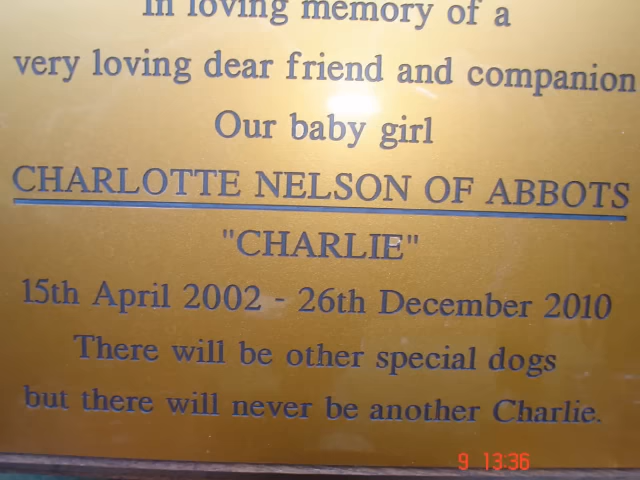 In loving memory of a
very loving dear friend and companion
Our baby girl
CHARLOTTE NELSON OF ABBOTS
"CHARLIE"
15th April 2002 - 26th December 2010
There will be other special dogs
but there will never be another Charlie.
9 13:36